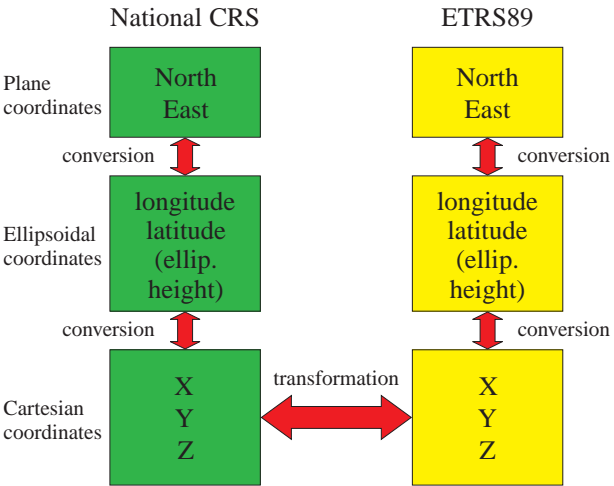 National CRS
ETRS89
Plane
coordinates
North
East
North
East
conversion
conversion
Ellipsoidal
coordinates
longitude
latitude
(ellip.
height)
longitude
latitude
(ellip.
height)
conversion
conversion
Cartesian
coordinates
X
Y
Z
transformation
X
Y
Z